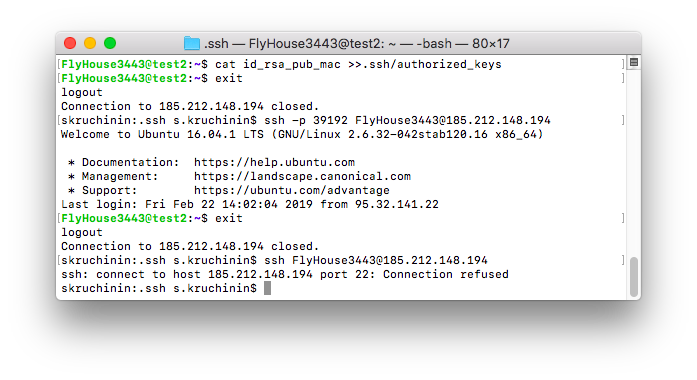 .ssh — FlyHouse3443@test2: ~ — -bash — 80×17
[FlyHouse3443@test2:~$ cat id_rsa_pub_mac >>.ssh/authorized_keys ]
[FlyHouse3443@test2:~$ exit ]
logout
Connection to 185.212.148.194 closed.
[skruchinin:.ssh s.kruchinin$ ssh -p 39192 FlyHouse3443@185.212.148.194 ]
Welcome to Ubuntu 16.04.1 LTS (GNU/Linux 2.6.32-042stab120.16 x86_64)
* Documentation: https://help.ubuntu.com
* Management: https://landscape.canonical.com
* Support: https://ubuntu.com/advantage
Last login: Fri Feb 22 14:02:04 2019 from 95.32.141.22
[FlyHouse3443@test2:~$ exit ]
logout
Connection to 185.212.148.194 closed.
[skruchinin:.ssh s.kruchinin$ ssh FlyHouse3443@185.212.148.194 ]
ssh: connect to host 185.212.148.194 port 22: Connection refused
skruchinin:.ssh s.kruchinin$